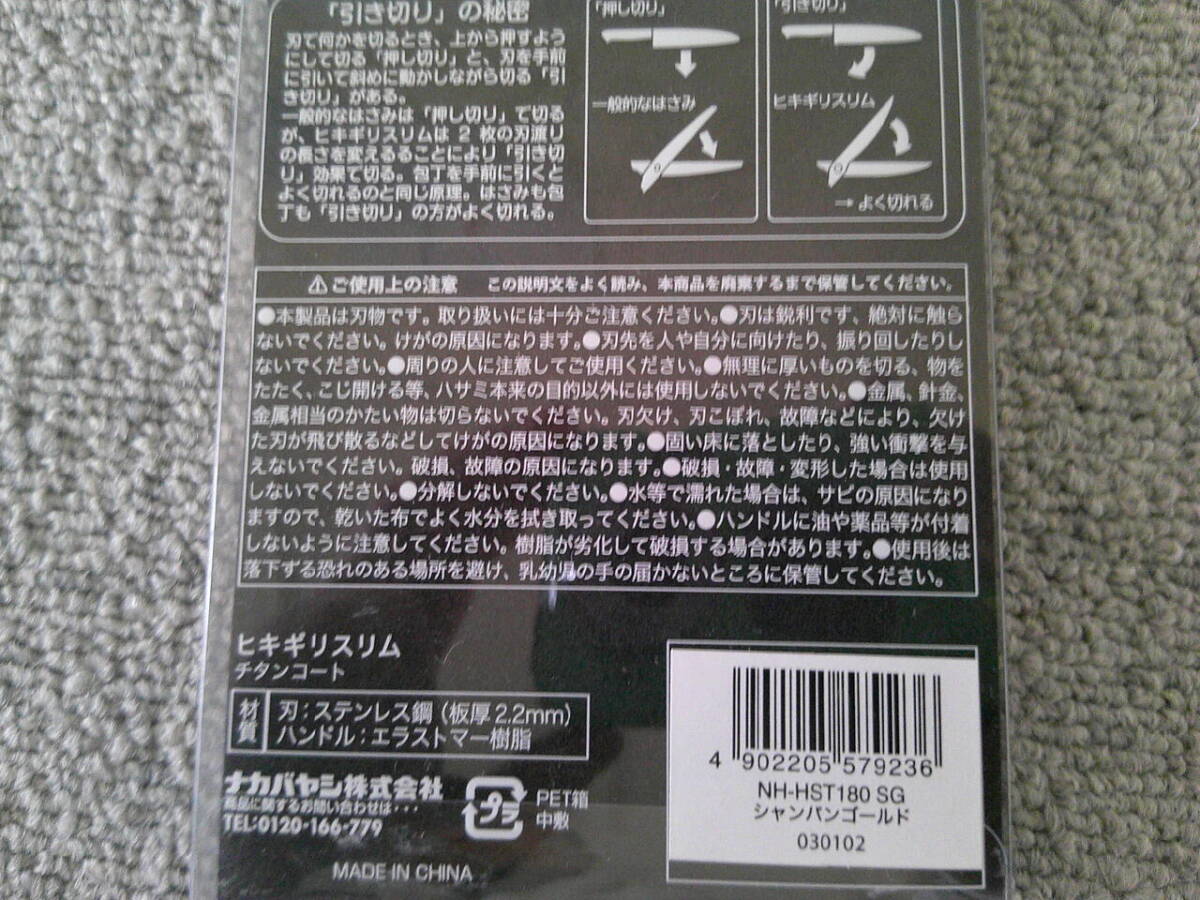 「引き切り」の秘密
刃で何かを切るとき、上から押すよう
にして切る「押し切り」と、刃を手前
に引いて斜めに動かしながら切る「引
き切り」がある。
一般的なはさみは「押し切り」で切る
が、ヒキギリスリムは２枚の刃渡り
の長さを変えるることにより「引き切
り」効果で切る。包丁を手前に引くと
よく切れるのと同じ原理。はさみも包
丁も「引き切り」の方がよく切れる。
「押し切り」
一般的なはさみ
「引き切り」
ヒキギリスリム
→よく切れる
⚠ご使用上の注意 この説明文をよく読み、本商品を廃棄するまで保管してください。
●本製品は刃物です。取り扱いには十分ご注意ください。●刃は鋭利です、絶対に触ら
ないでください。けがの原因になります。●刃先を人や自分に向けたり、振り回したりし
ないでください。●周りの人に注意してご使用ください。●無理に厚いものを切る、物を
たたく、こじ開ける等、ハサミ本来の目的以外には使用しないでください。●金属、針金、
金属相当のかたい物は切らないでください。刃欠け、刃こぼれ、故障などにより、欠け
た刃が飛び散るなどしてけがの原因になります。●固い床に落としたり、強い衝撃を与
えないでください。破損、故障の原因になります。●破損・故障・変形した場合は使用
しないでください。●分解しないでください。●水等で濡れた場合は、サビの原因になり
ますので、乾いた布でよく水分を拭き取ってください。●ハンドルに油や薬品等が付着
しないように注意してください。樹脂が劣化して破損する場合があります。●使用後は
落下する恐れのある場所を避け、乳幼児の手の届かないところに保管してください。
ヒキギリスリム
チタンコート
材質
刃：ステンレス鋼（板厚2.2mm）
ハンドル：エラストマー樹脂
ナカバヤシ株式会社
商品に関するお問い合わせは・・・
TEL:0120-166-779
プラ
PET箱
中敷
MADE IN CHINA
4 902205 579236
NH-HST180 SG
シャンパンゴールド
030102